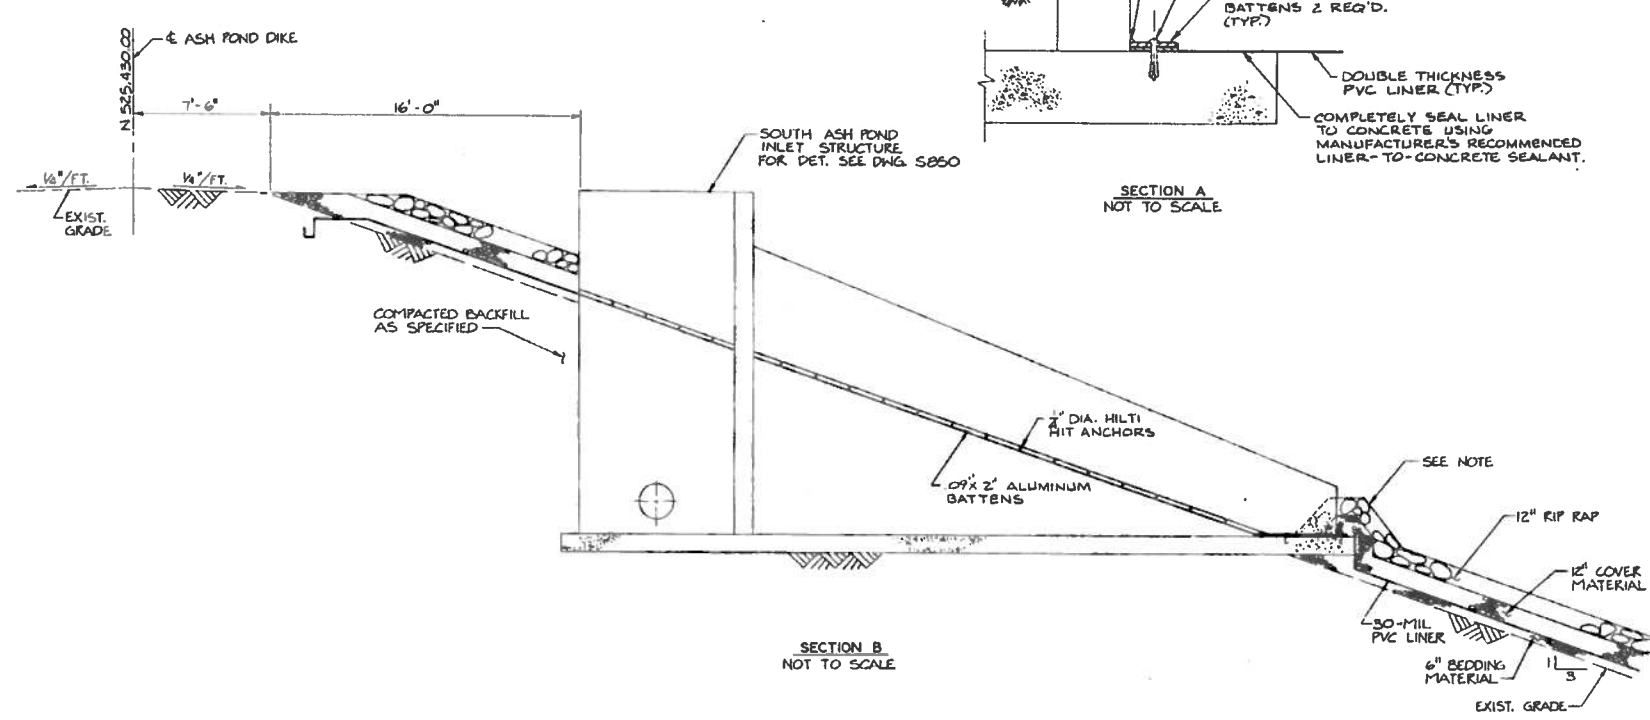 BATTENS 2 REQ'D.
(TYP.)
DOUBLE THICKNESS
PVC LINER (TYP.)
COMPLETELY SEAL LINER
TO CONCRETE USING
MANUFACTURER'S RECOMMENDED
LINER-TO-CONCRETE SEALANT.
SECTION A
NOT TO SCALE
N 525,430.00
℄ ASH POND DIKE
7'-6"
16'-0"
SOUTH ASH POND
INLET STRUCTURE
FOR DET. SEE DWG. S850
1/4"/FT.
1/4"/FT.
EXIST.
GRADE
COMPACTED BACKFILL
AS SPECIFIED
1/4" DIA. HILTI
HIT ANCHORS
.09"x 2" ALUMINUM
BATTENS
SEE NOTE
12" RIP RAP
12" COVER
MATERIAL
30-MIL
PVC LINER
6" BEDDING
MATERIAL
1
3
EXIST. GRADE
SECTION B
NOT TO SCALE